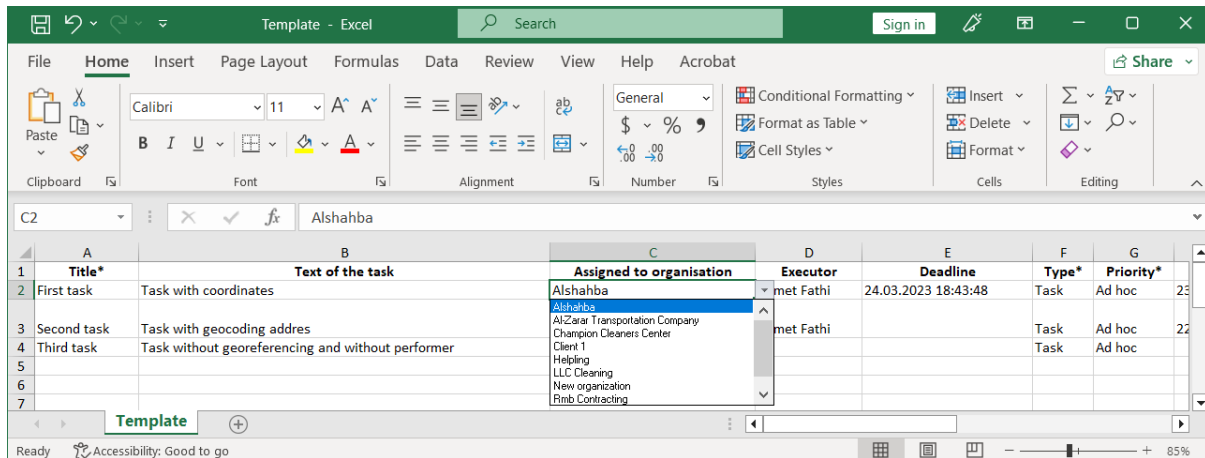 Template - Excel
Search
Sign in
File Home Insert Page Layout Formulas Data Review View Help Acrobat Share
Paste
Calibri 11 A^ Aˇ
B I U A
ab
General
$ % 9
Conditional Formatting
Format as Table
Cell Styles
Insert
Delete
Format
Clipboard Font Alignment Number Styles Cells Editing
C2 fx Alshahba
A B C D E F G
1 Title* Text of the task Assigned to organisation Executor Deadline Type* Priority*
2 First task Task with coordinates Alshahba met Fathi 24.03.2023 18:43:48 Task Ad hoc 23
Alshahba
Al-Zarar Transportation Company
Champion Cleaners Center
Client 1
Helpling
LLC Cleaning
New organization
Rmb Contracting
3 Second task Task with geocoding addres met Fathi Task Ad hoc 22
4 Third task Task without georeferencing and without performer Task Ad hoc
5
6
7
Template
Ready Accessibility: Good to go 85%